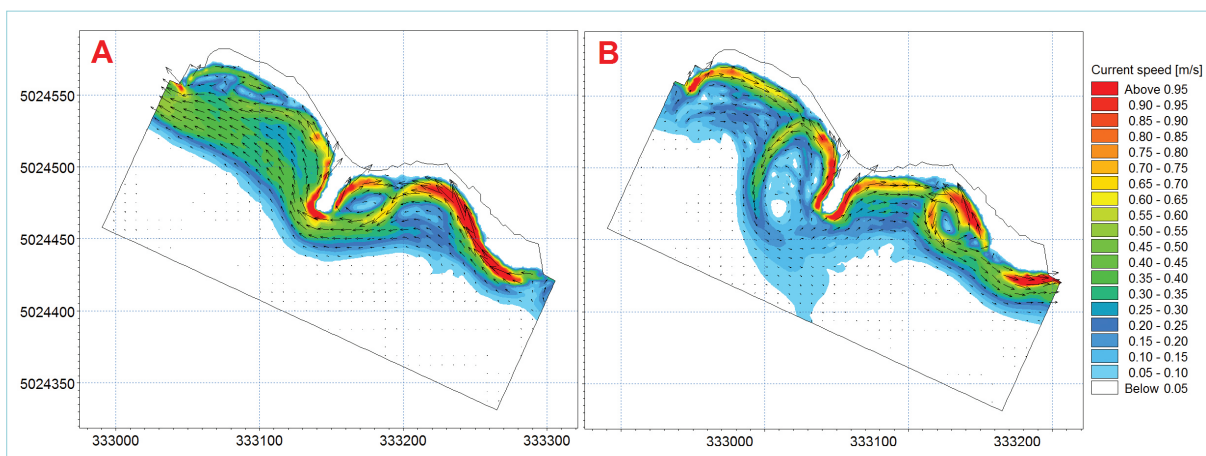 A
B
Current speed [m/s]
Above 0.95
0.90 - 0.95
0.85 - 0.90
0.80 - 0.85
0.75 - 0.80
0.70 - 0.75
0.65 - 0.70
0.60 - 0.65
0.55 - 0.60
0.50 - 0.55
0.45 - 0.50
0.40 - 0.45
0.35 - 0.40
0.30 - 0.35
0.25 - 0.30
0.20 - 0.25
0.15 - 0.20
0.10 - 0.15
0.05 - 0.10
Below 0.05
5024550
5024500
5024450
5024400
5024350
333000 333100 333200 333300
333000 333100 333200